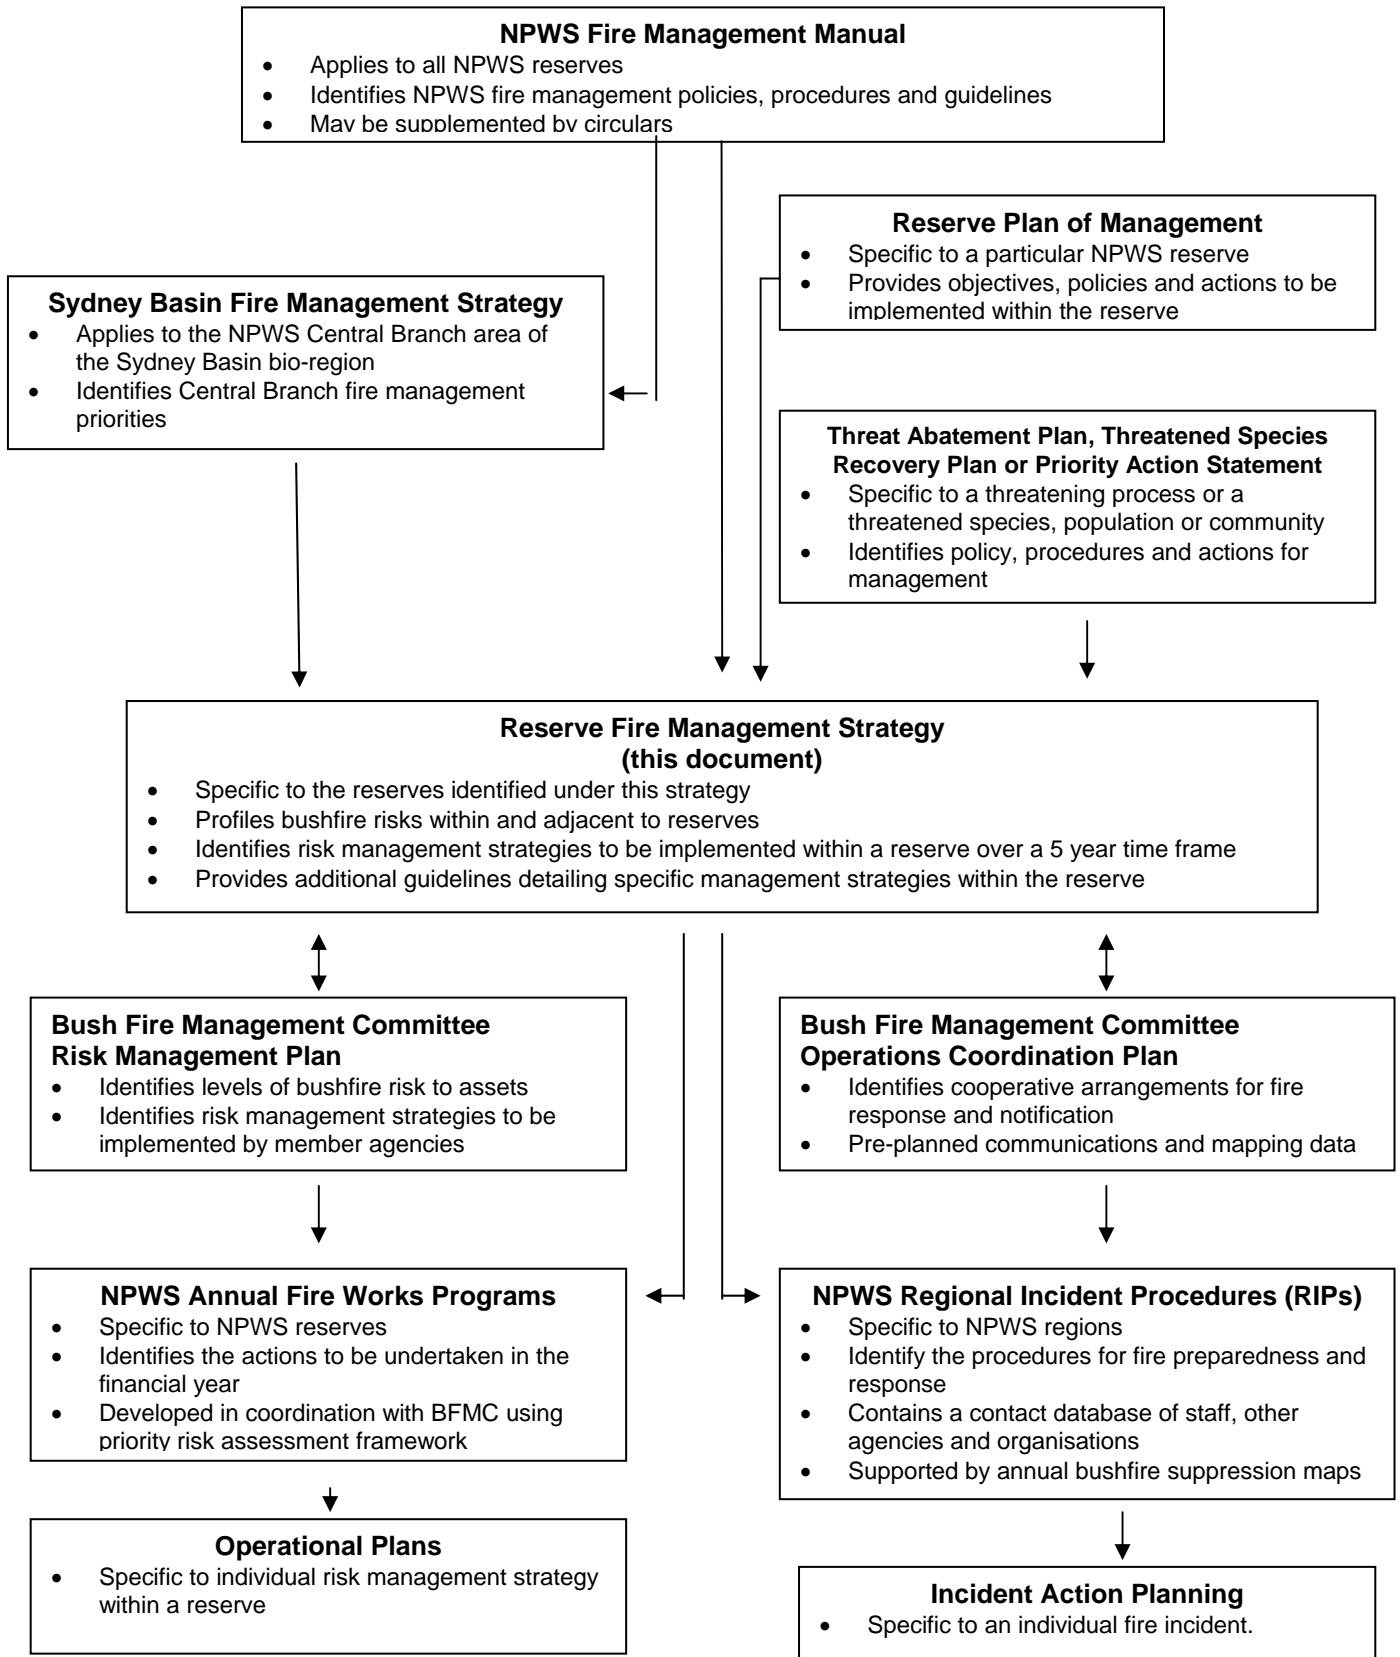 NPWS Fire Management Manual
• Applies to all NPWS reserves
• Identifies NPWS fire management policies, procedures and guidelines
• May be supplemented by circulars
Reserve Plan of Management
• Specific to a particular NPWS reserve
• Provides objectives, policies and actions to be
implemented within the reserve
Sydney Basin Fire Management Strategy
• Applies to the NPWS Central Branch area of
the Sydney Basin bio-region
• Identifies Central Branch fire management
priorities
Threat Abatement Plan, Threatened Species
Recovery Plan or Priority Action Statement
• Specific to a threatening process or a
threatened species, population or community
• Identifies policy, procedures and actions for
management
Reserve Fire Management Strategy
(this document)
• Specific to the reserves identified under this strategy
• Profiles bushfire risks within and adjacent to reserves
• Identifies risk management strategies to be implemented within a reserve over a 5 year time frame
• Provides additional guidelines detailing specific management strategies within the reserve
Bush Fire Management Committee
Risk Management Plan
• Identifies levels of bushfire risk to assets
• Identifies risk management strategies to be
implemented by member agencies
Bush Fire Management Committee
Operations Coordination Plan
• Identifies cooperative arrangements for fire
response and notification
• Pre-planned communications and mapping data
NPWS Annual Fire Works Programs
• Specific to NPWS reserves
• Identifies the actions to be undertaken in the
financial year
• Developed in coordination with BFMC using
priority risk assessment framework
NPWS Regional Incident Procedures (RIPs)
• Specific to NPWS regions
• Identify the procedures for fire preparedness and
response
• Contains a contact database of staff, other
agencies and organisations
• Supported by annual bushfire suppression maps
Operational Plans
• Specific to individual risk management strategy
within a reserve
Incident Action Planning
• Specific to an individual fire incident.